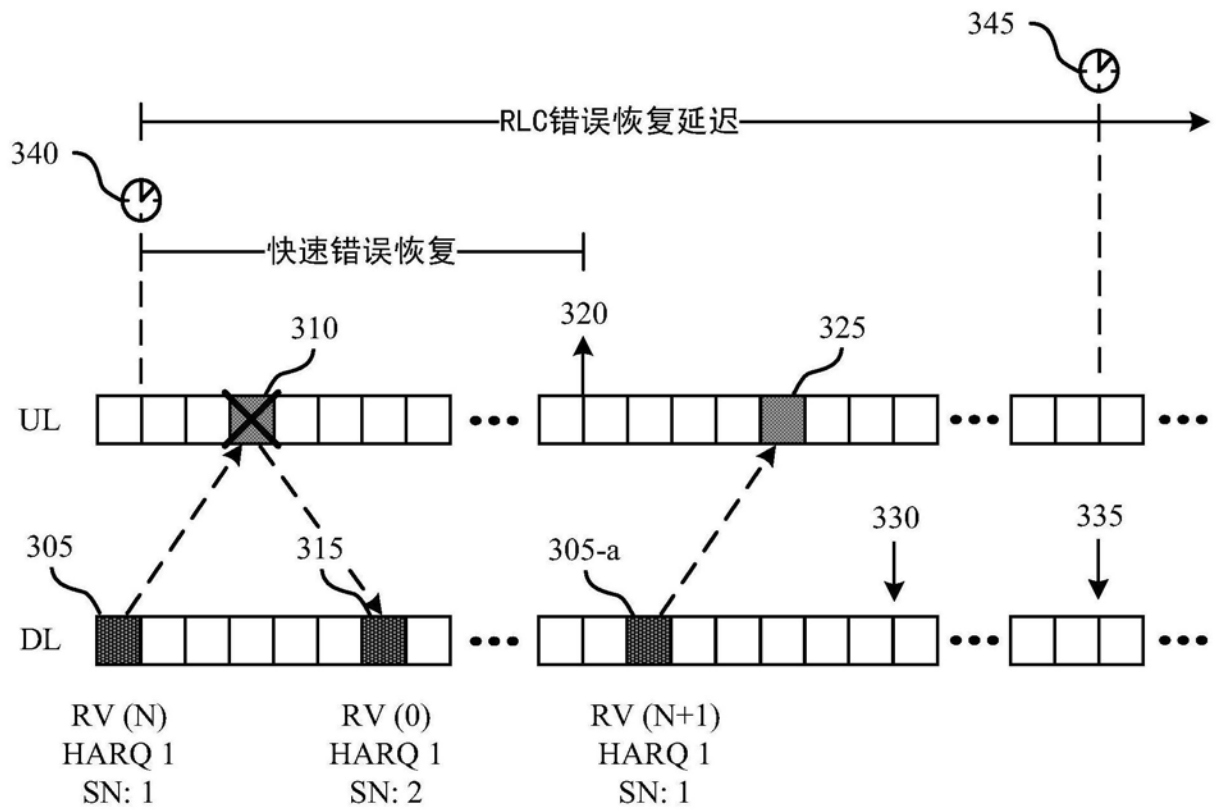 345
RLC错误恢复延迟
340
快速错误恢复
320
310
325
UL
305
315
305-a
330
335
DL
RV (N)
HARQ 1
SN: 1
RV (0)
HARQ 1
SN: 2
RV (N+1)
HARQ 1
SN: 1